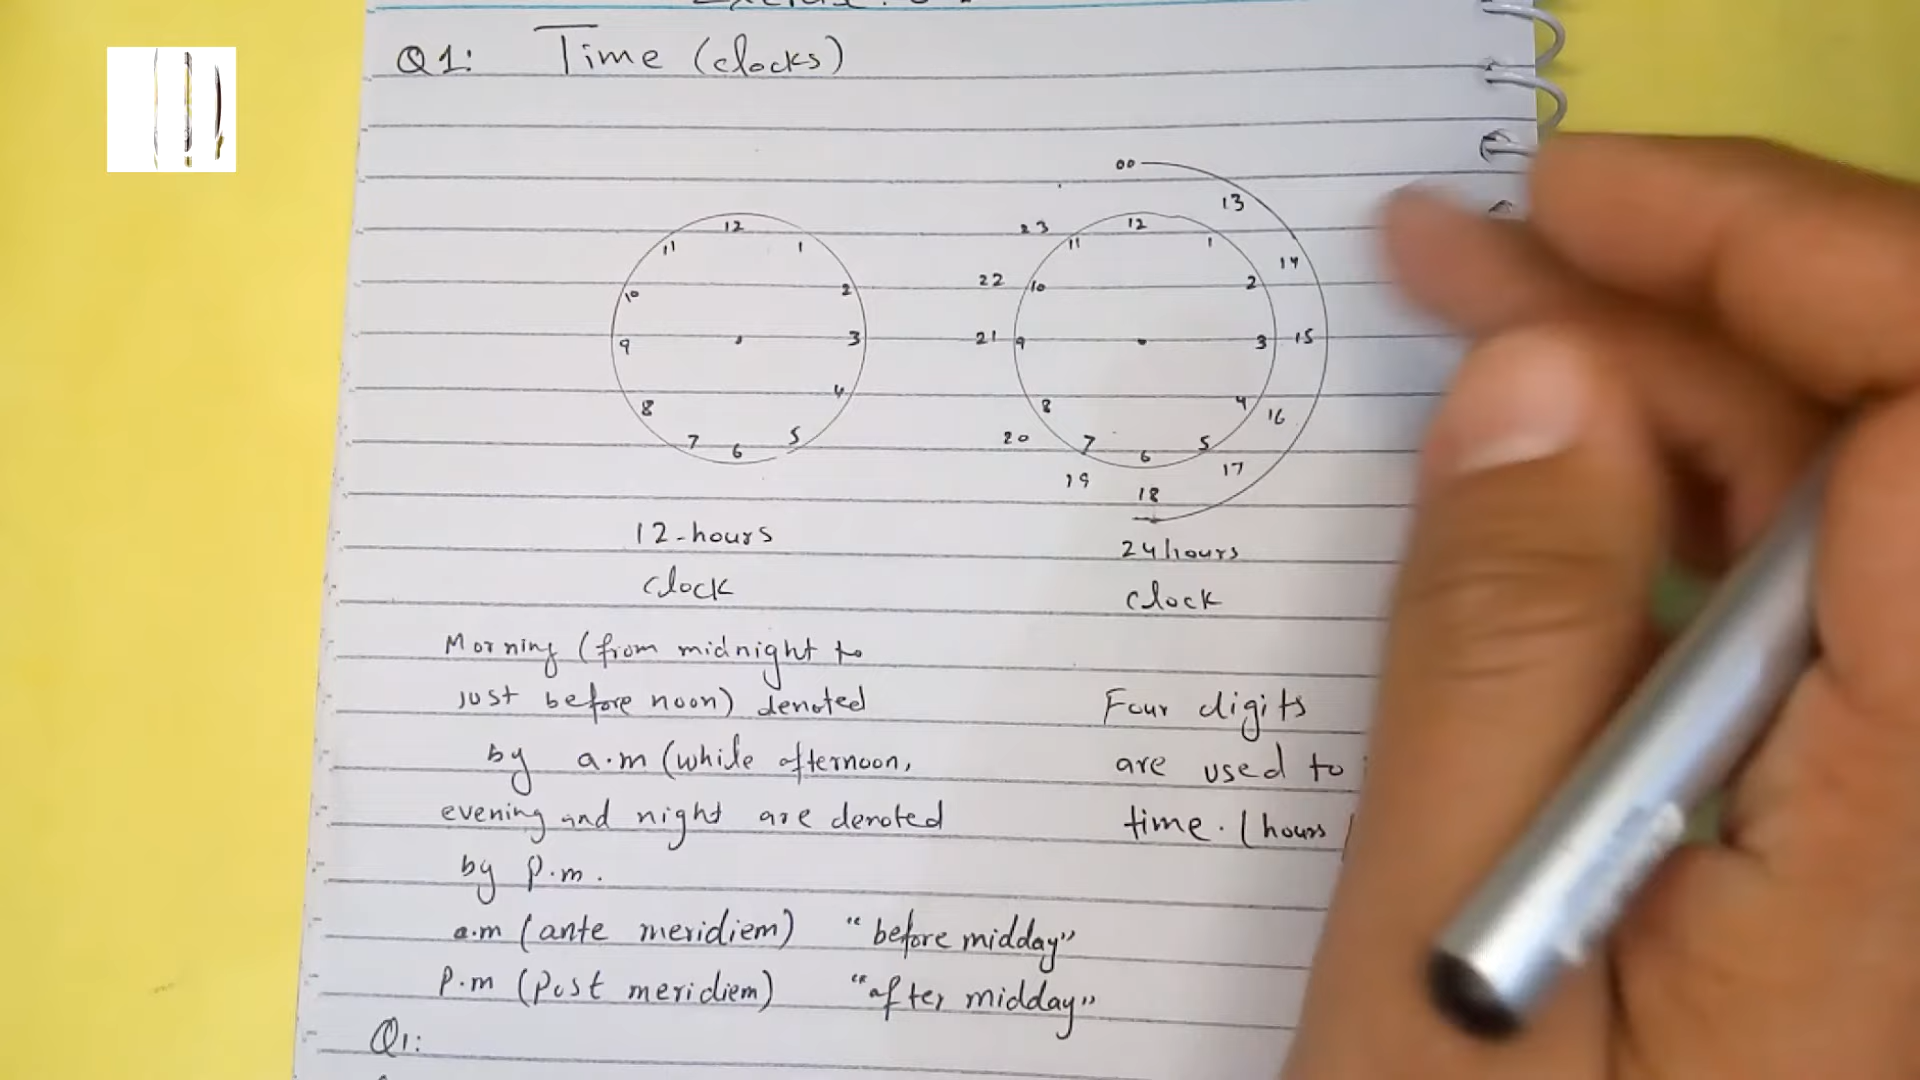 Q1: Time (clocks)
12
11
1
10
2
9
3
8
4
7
6
5
00
13
23
12
11
1
14
22
10
2
21
9
3
15
8
4
16
20
7
6
5
17
19
18
12-hours
clock
24 hours
clock
Morning (from midnight to
just before noon) denoted
by a.m (while afternoon,
evening and night are denoted
by P.m.
Four digits
are used to
time. (hours
a.m (ante meridiem) "before midday"
P.m (Post meridiem) "after midday"
Q1: